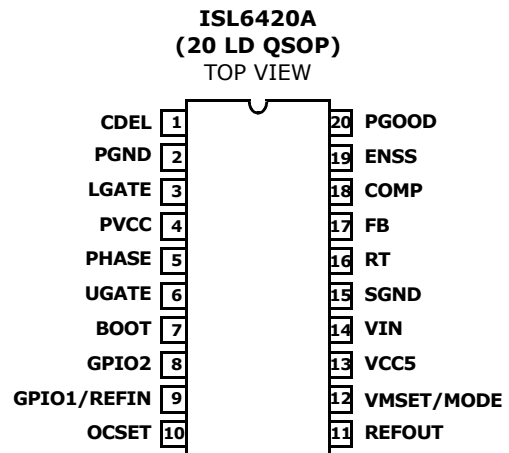 ISL6420A
(20 LD QSOP)
TOP VIEW
CDEL 1 20 PGOOD
PGND 2 19 ENSS
LGATE 3 18 COMP
PVCC 4 17 FB
PHASE 5 16 RT
UGATE 6 15 SGND
BOOT 7 14 VIN
GPIO2 8 13 VCC5
GPIO1/REFIN 9 12 VMSET/MODE
OCSET 10 11 REFOUT